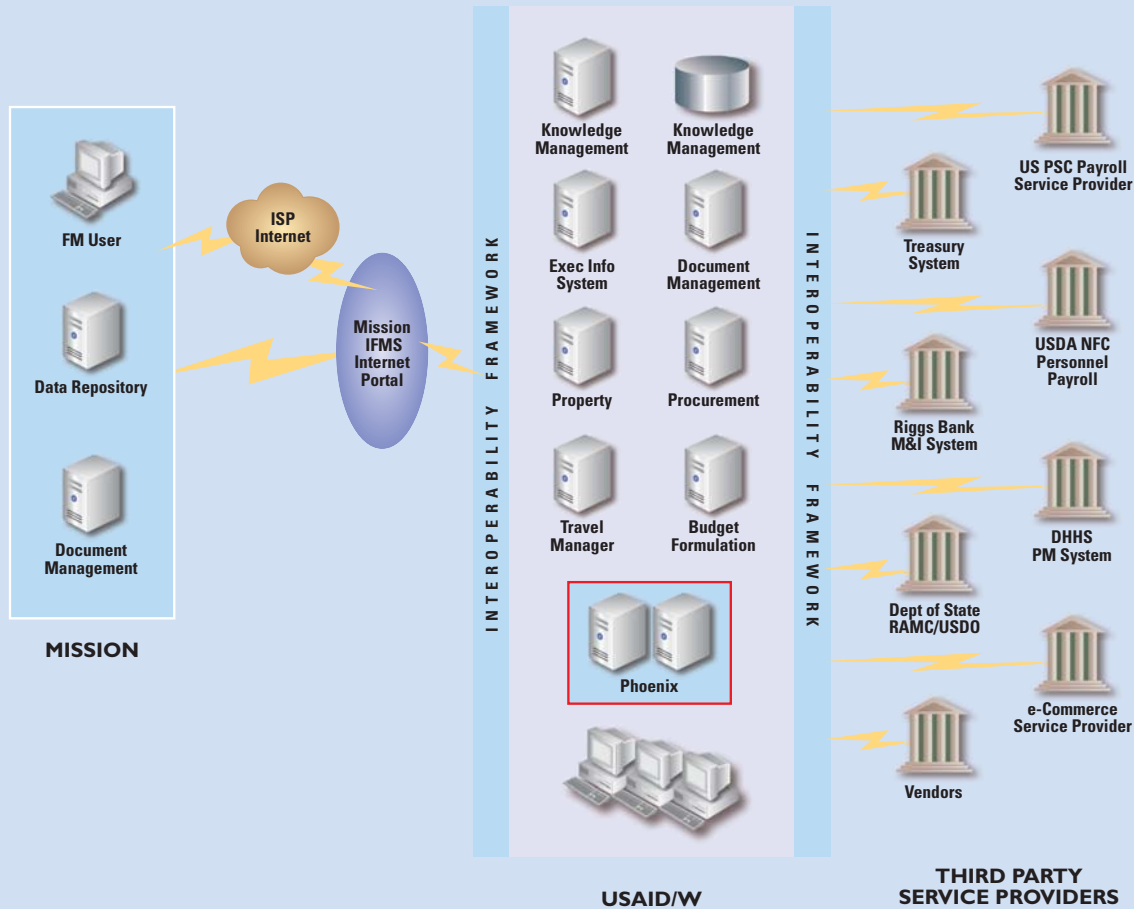 FM User
Data Repository
Document
Management
MISSION
ISP
Internet
Mission
IFMS
Internet
Portal
INTEROPERABILITY FRAMEWORK
Knowledge
Management
Knowledge
Management
Exec Info
System
Document
Management
Property
Procurement
Travel
Manager
Budget
Formulation
Phoenix
USAID/W
INTEROPERABILITY FRAMEWORK
US PSC Payroll
Service Provider
Treasury
System
USDA NFC
Personnel
Payroll
Riggs Bank
M&I System
DHHS
PM System
Dept of State
RAMC/USDO
e-Commerce
Service Provider
Vendors
THIRD PARTY
SERVICE PROVIDERS